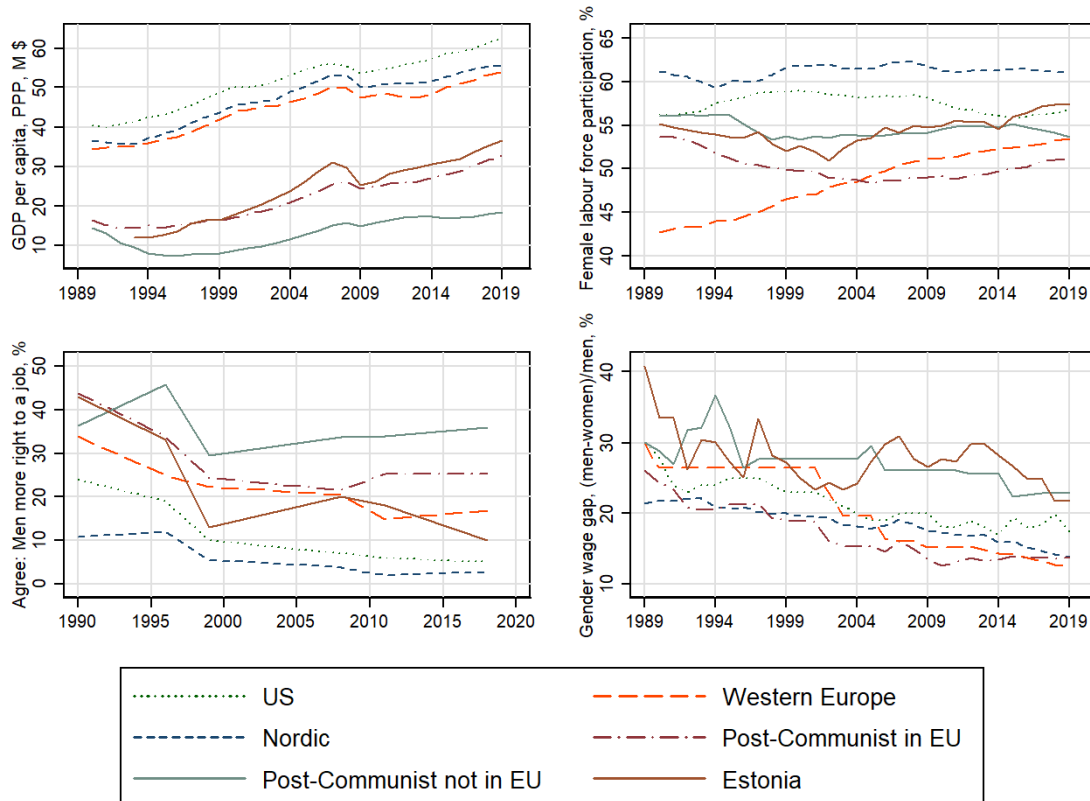 GDP per capita, PPP, M $
60
50
40
30
20
10
1989 1994 1999 2004 2009 2014 2019
Female labour force participation, %
65
60
55
50
45
40
1989 1994 1999 2004 2009 2014 2019
Agree: Men more right to a job, %
50
40
30
20
10
0
1990 1995 2000 2005 2010 2015 2020
Gender wage gap, (men-women)/men, %
40
30
20
10
1989 1994 1999 2004 2009 2014 2019
US Western Europe
Nordic Post-Communist in EU
Post-Communist not in EU Estonia